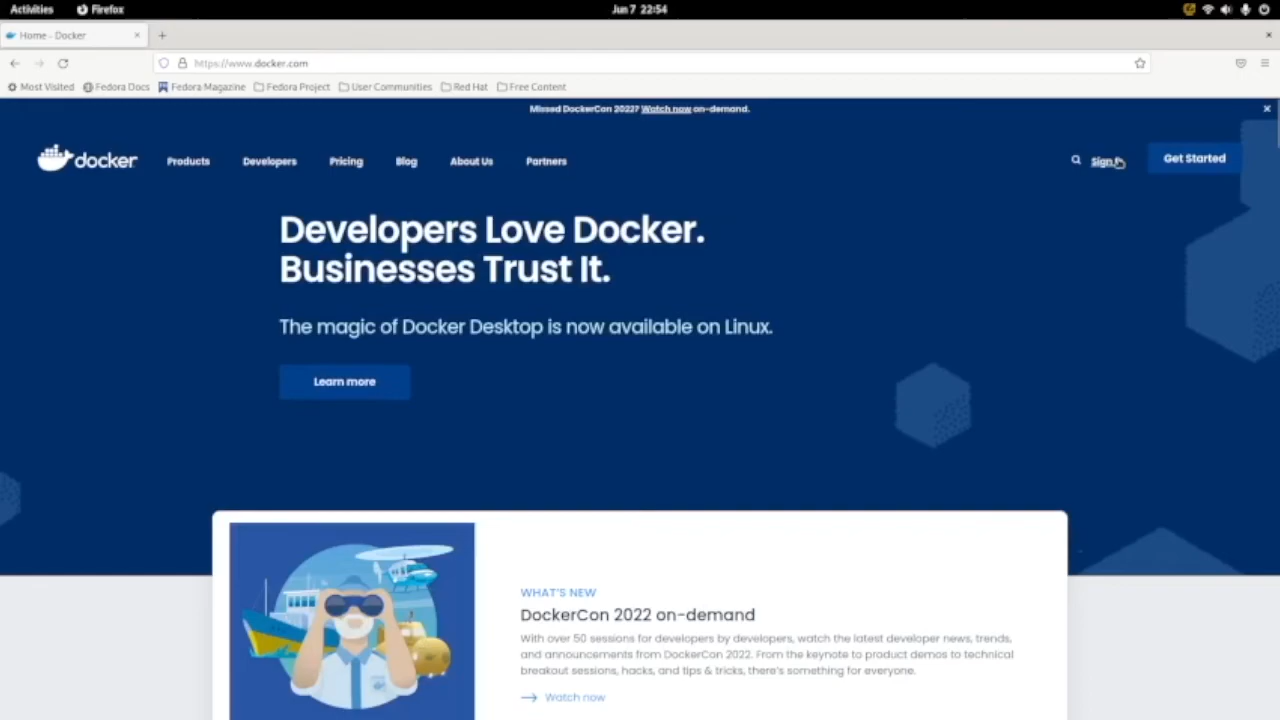 Activities Firefox Jun 7 22:54
Home - Docker
https://www.docker.com
Most Visited Fedora Docs Fedora Magazine Fedora Project User Communities Red Hat Free Content
Missed DockerCon 2022? Watch now on-demand.
docker Products Developers Pricing Blog About Us Partners Sign Get Started
Developers Love Docker.
Businesses Trust It.
The magic of Docker Desktop is now available on Linux.
Learn more
WHAT'S NEW
DockerCon 2022 on-demand
With over 50 sessions for developers by developers, watch the latest developer news, trends,
and announcements from DockerCon 2022. From the keynote to product demos to technical
breakout sessions, hacks, and tips & tricks, there's something for everyone.
Watch now